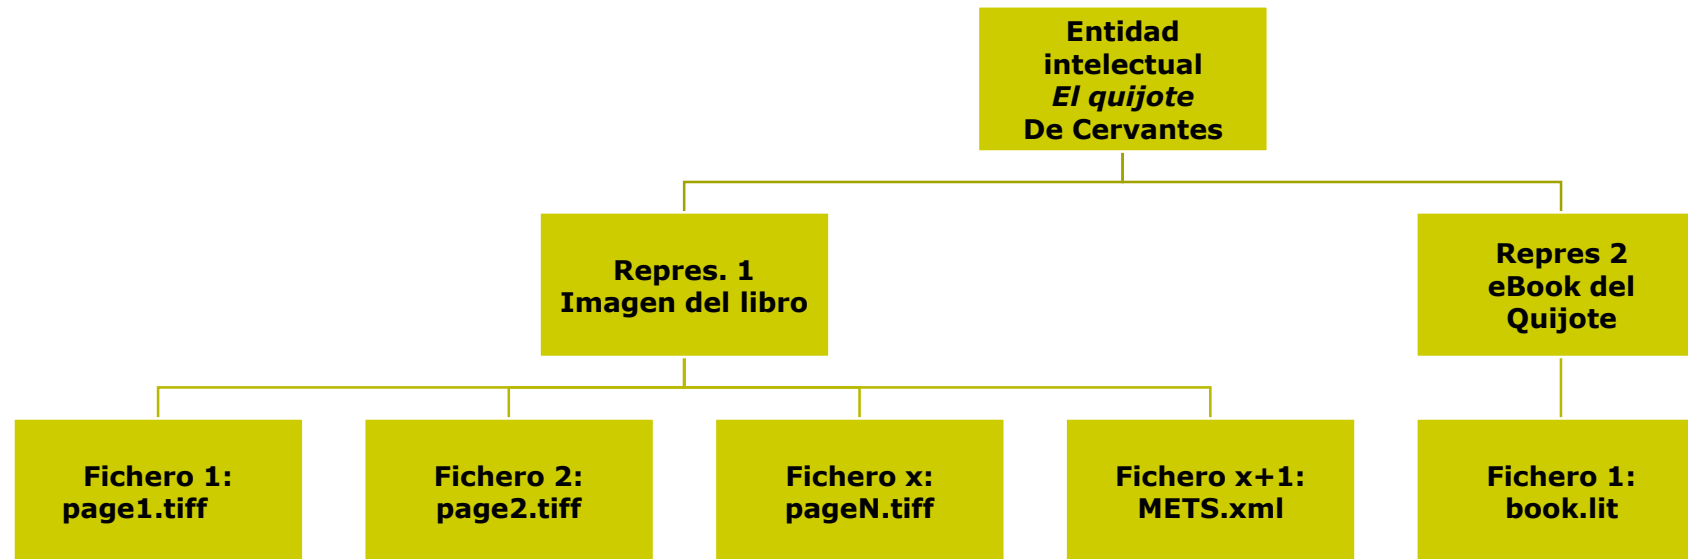 Entidad
intelectual
El quijote
De Cervantes
Repres. 1
Imagen del libro
Repres 2
eBook del
Quijote
Fichero 1:
page1.tiff
Fichero 2:
page2.tiff
Fichero x:
pageN.tiff
Fichero x+1:
METS.xml
Fichero 1:
book.lit